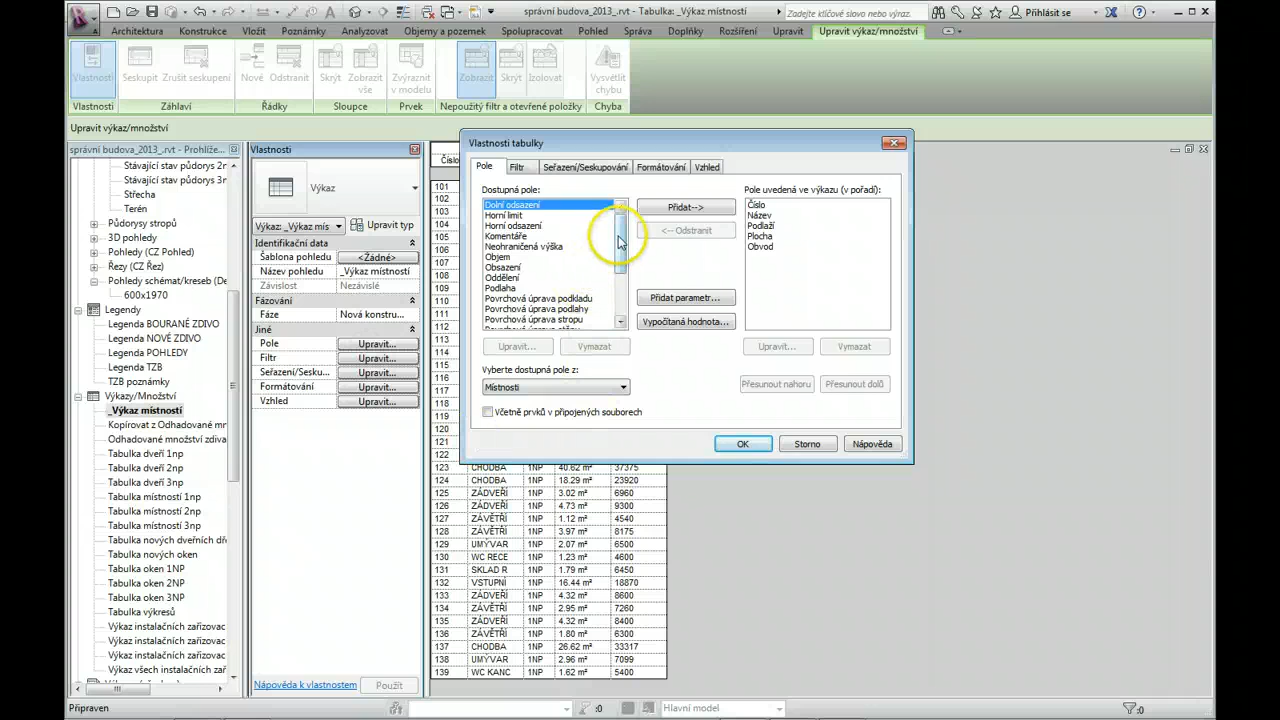 správní budova_2013_.rvt - Tabulka: _Výkaz místností
Zadejte klíčové slovo nebo výraz.
Přihlásit se
Architektura Konstrukce Vložit Poznámky Analyzovat Objemy a pozemek Spolupracovat Pohled Správa Doplňky Rozšíření Upravit Upravit výkaz/množství
Vlastnosti Seskupit Zrušit seskupení Nové Odstranit Skrýt Zobrazit vše Zvýraznit v modelu Zobrazit Skrýt Izolovat Vysvětlit chybu
Vlastnosti Záhlaví Řádky Sloupce Prvek Nepoužitý filtr a otevřené položky Chyba
Upravit výkaz/množství
správní budova_2013_.rvt - Prohlíže...
Stávající stav půdorys 2n
Stávající stav půdorys 3n
Střecha
Terén
Půdorysy stropů
3D pohledy
Pohledy (CZ Pohled)
Řezy (CZ Řez)
Pohledy schémat/kreseb (De
600x1970
Legendy
Legenda BOURANÉ ZDIVO
Legenda NOVÉ ZDIVO
Legenda POHLEDY
TZB poznámky
Výkazy/Množství
_Výkaz místností
Kopírovat z Odhadované mn
Odhadované množství zdiva
Tabulka dveří 1np
Tabulka dveří 2np
Tabulka dveří 3np
Tabulka místností 1np
Tabulka místností 2np
Tabulka místností 3np
Tabulka nových dveří
Tabulka nových oken
Tabulka oken 1NP
Tabulka oken 2NP
Tabulka oken 3NP
Tabulka výkresů
Výkaz instalačních zařizovac
Výkaz instalačních zařizovac
Výkaz instalačních zařizovac
Výkaz všech instalačních zař
Vlastnosti
Výkaz
Výkaz: _Výkaz mís
Upravit typ
Identifikační data
Šablona pohledu <Žádné>
Název pohledu _Výkaz místností
Závislost Nezávislé
Fázování
Fáze Nová konstru...
Jiné
Pole Upravit...
Filtr Upravit...
Seřazení/Sesku... Upravit...
Formátování Upravit...
Vzhled Upravit...
Nápověda k vlastnostem
Použít
Číslo
101
102
103
104
105
106
107
108
109
110
111
112
113
114
115
116
117
118
119
120
121
122
123 CHODBA 1NP 40.62 m² 37375
124 CHODBA 1NP 18.29 m² 23920
125 ZÁDVEŘÍ 1NP 3.02 m² 6960
126 ZÁDVEŘÍ 1NP 4.73 m² 9300
127 ZÁVĚTŘÍ 1NP 1.12 m² 4540
128 ZÁVĚTŘÍ 1NP 3.97 m² 8175
129 UMÝVAR 1NP 2.07 m² 6500
130 WC RECE 1NP 1.23 m² 4600
131 SKLAD R 1NP 1.79 m² 6450
132 VSTUPNÍ 1NP 16.44 m² 18870
133 ZÁDVEŘÍ 1NP 4.32 m² 8600
134 ZÁVĚTŘÍ 1NP 2.95 m² 7260
135 ZÁDVEŘÍ 1NP 4.32 m² 8400
136 ZÁVĚTŘÍ 1NP 1.80 m² 6300
137 CHODBA 1NP 26.62 m² 33317
138 UMÝVAR 1NP 2.96 m² 7099
139 WC KANC 1NP 1.62 m² 5400
Vlastnosti tabulky
Pole Filtr Seřazení/Seskupování Formátování Vzhled
Dostupná pole:
Dolní odsazení
Horní limit
Horní odsazení
Komentáře
Neohraničená výška
Objem
Obsazení
Oddělení
Podlaha
Povrchová úprava podkladu
Povrchová úprava podlahy
Povrchová úprava stropu
Povrchová úprava stěny
Přidat-->
<-- Odstranit
Přidat parametr...
Vypočítaná hodnota...
Pole uvedená ve výkazu (v pořadí):
Číslo
Název
Podlaží
Plocha
Obvod
Upravit... Vymazat Upravit... Vymazat
Vyberte dostupná pole z:
Místnosti
Přesunout nahoru Přesunout dolů
Včetně prvků v připojených souborech
OK Storno Nápověda
Připraven
:0
Hlavní model
:0